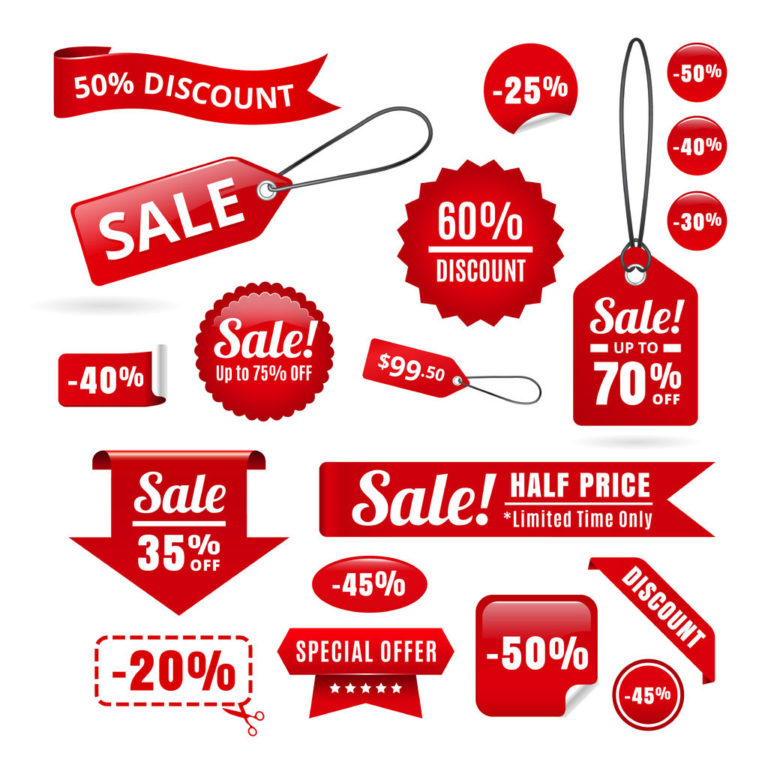 50% DISCOUNT
-25%
-50%
-40%
-30%
SALE
60%
DISCOUNT
Sale!
UP TO
70%
OFF
Sale!
Up to 75% OFF
-40%
$99.50
Sale
35%
OFF
Sale!
HALF PRICE
*Limited Time Only
-45%
DISCOUNT
-20%
SPECIAL OFFER
-50%
-45%